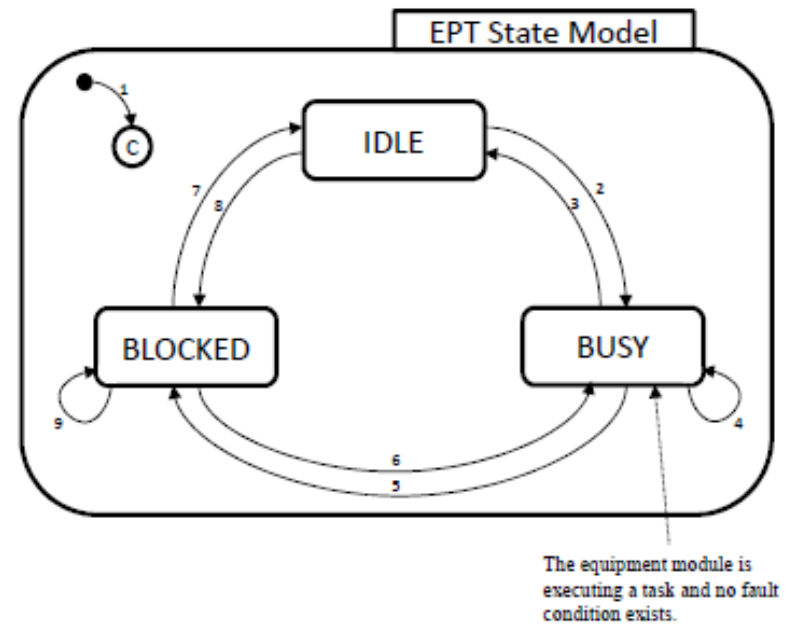 EPT State Model
1
C
IDLE
7
8
2
3
BLOCKED
BUSY
9
4
6
5
The equipment module is
executing a task and no fault
condition exists.